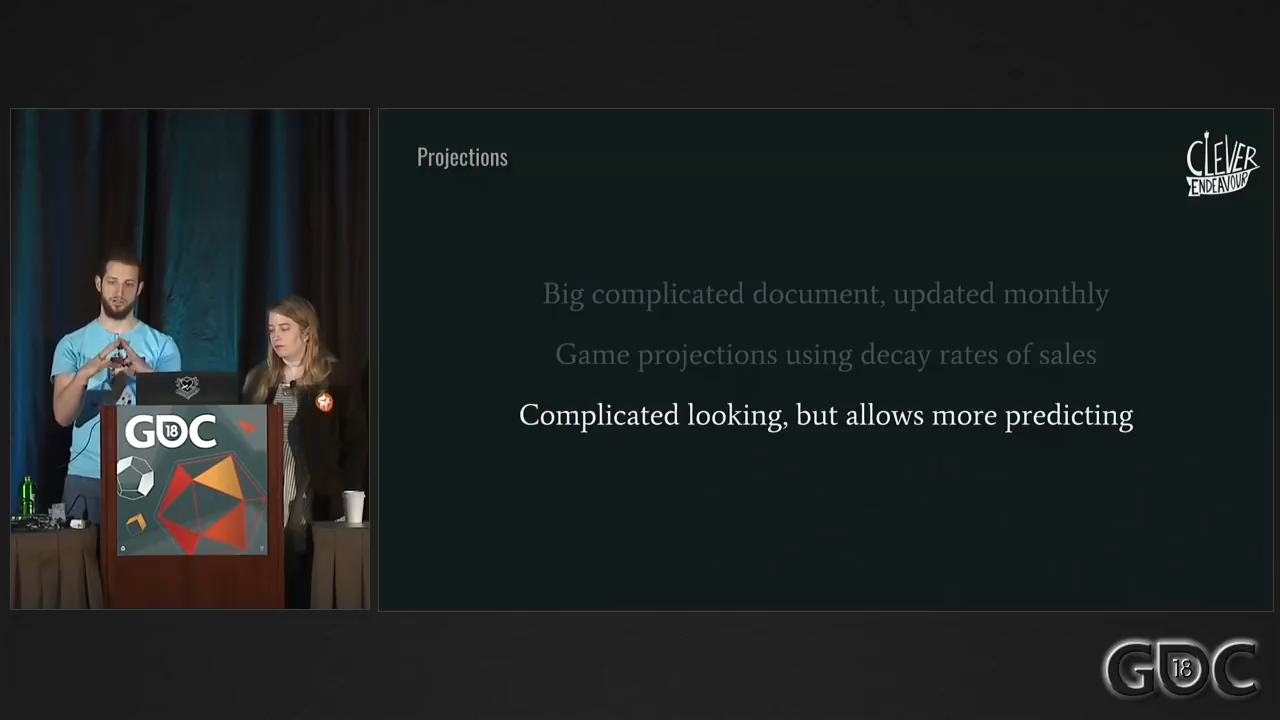 Projections
CLEVER
ENDEAVOUR
Big complicated document, updated monthly
Game projections using decay rates of sales
Complicated looking, but allows more predicting
GDC
18
GDC
18